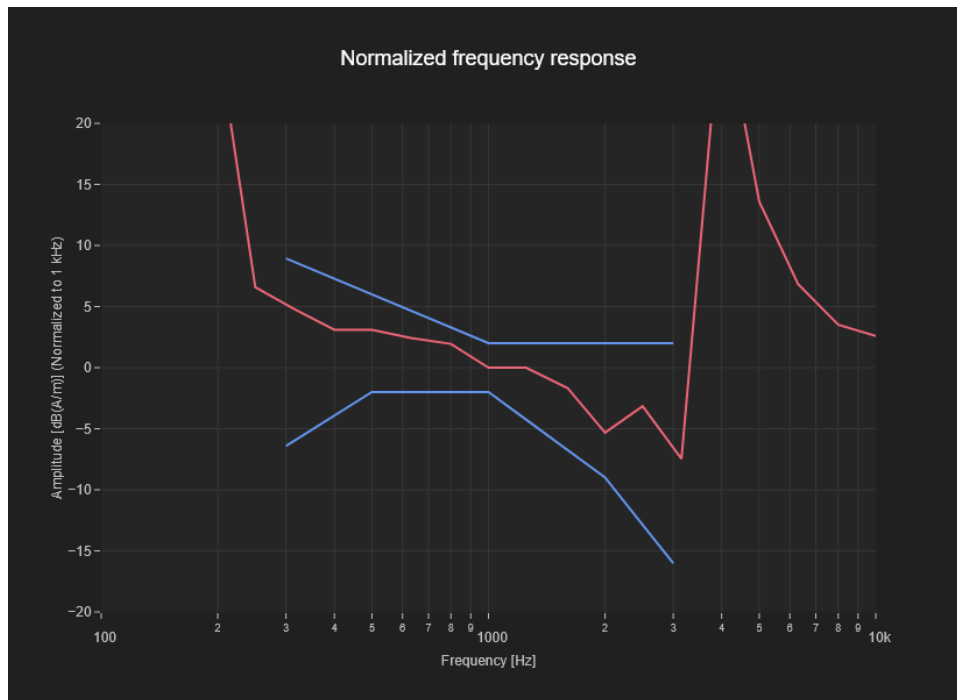 Normalized frequency response
Amplitude [dB(A/m)] (Normalized to 1 kHz)
20
15
10
5
0
−5
−10
−15
−20
100 2 3 4 5 6 7 8 9 1000 2 3 4 5 6 7 8 9 10k
Frequency [Hz]